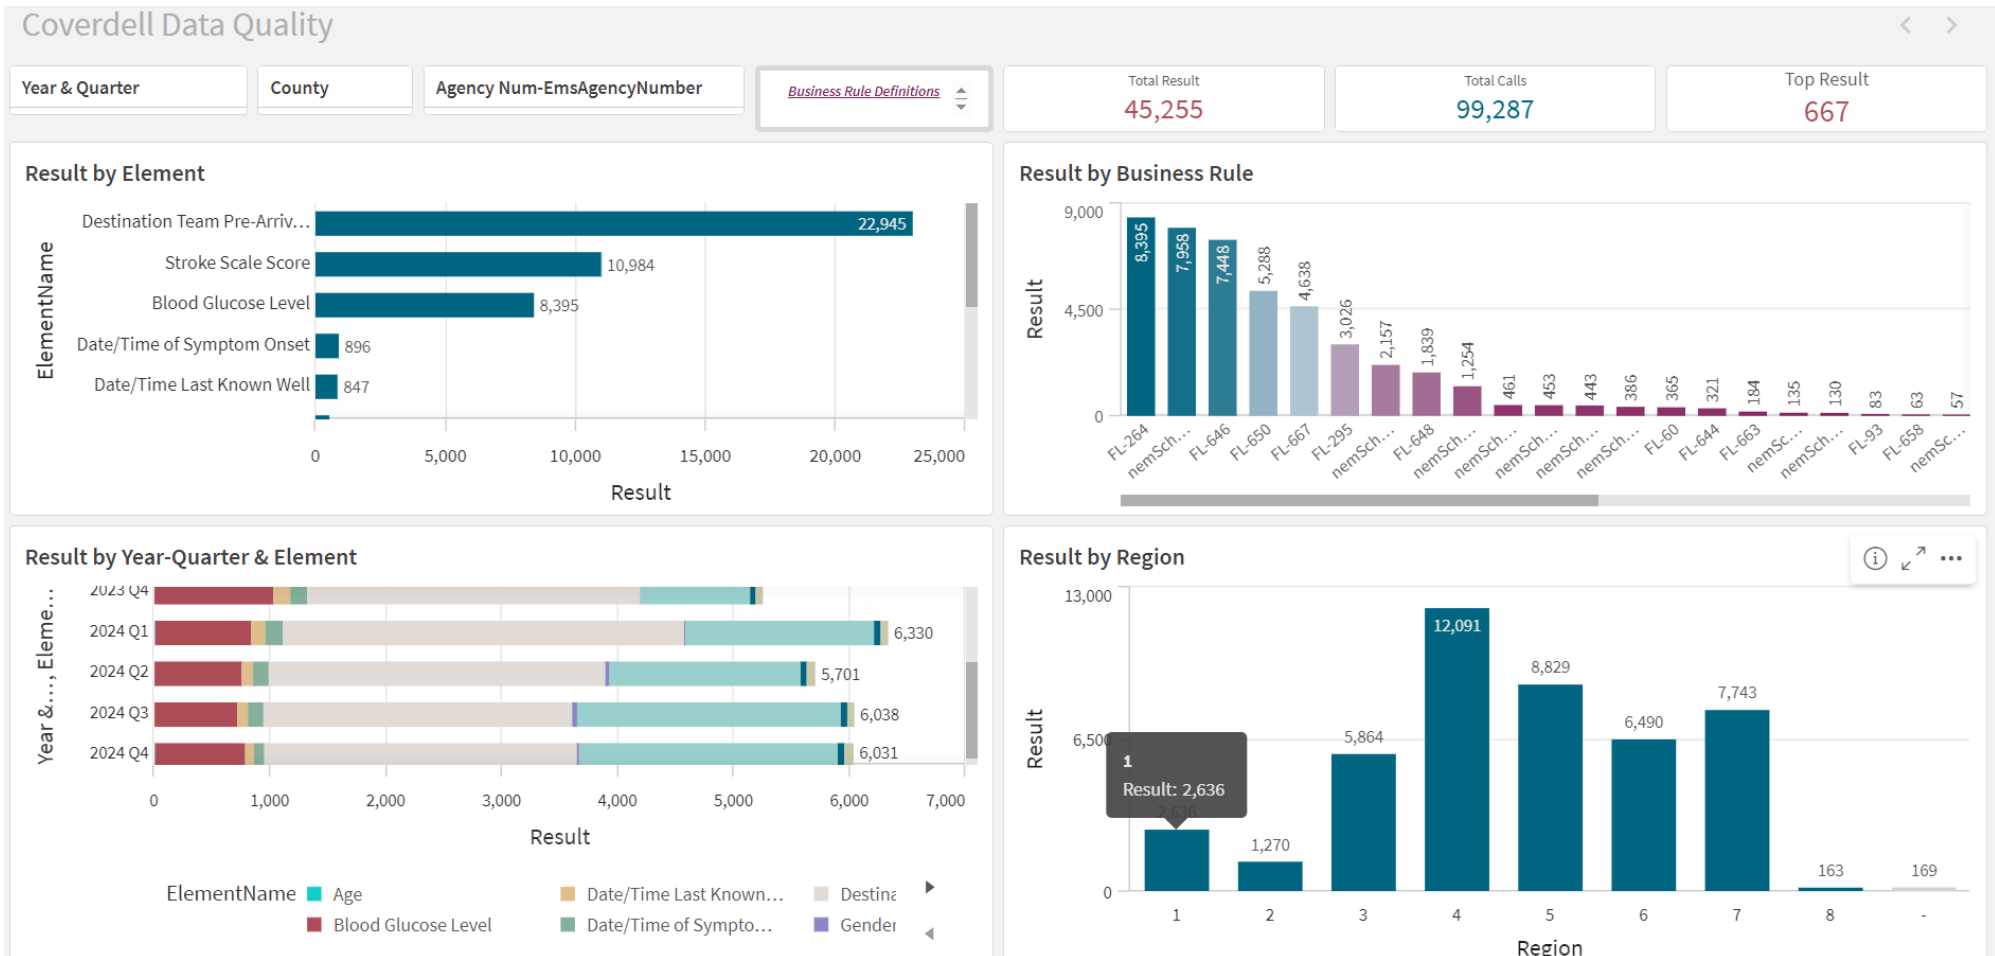 Coverdell Data Quality
Year & Quarter
County
Agency Num-EmsAgencyNumber
Business Rule Definitions
Total Result
45,255
Total Calls
99,287
Top Result
667
Result by Element
ElementName
Destination Team Pre-Arriv...
22,945
Stroke Scale Score
10,984
Blood Glucose Level
8,395
Date/Time of Symptom Onset
896
Date/Time Last Known Well
847
0 5,000 10,000 15,000 20,000 25,000
Result
Result by Business Rule
Result
9,000
4,500
0
8,395 7,958 7,448 5,288 4,638 3,026 2,157 1,839 1,254 461 453 443 386 365 321 184 135 130 83 63 57
FL-264 nemSch... FL-646 FL-650 FL-667 FL-295 nemSch... FL-648 nemSch... nemSch... nemSch... nemSch... nemSch... FL-60 FL-644 FL-663 nemSc... nemSch... FL-93 FL-658 nemSc...
Result by Year-Quarter & Element
Year &..., Eleme...
2023 Q4
2024 Q1
6,330
2024 Q2
5,701
2024 Q3
6,038
2024 Q4
6,031
0 1,000 2,000 3,000 4,000 5,000 6,000 7,000
Result
ElementName
Age
Date/Time Last Known...
Destina
Blood Glucose Level
Date/Time of Sympto...
Gender
Result by Region
Result
13,000
6,500
0
1
Result: 2,636
2,636
1,270
5,864
12,091
8,829
6,490
7,743
163
169
1 2 3 4 5 6 7 8 -
Region